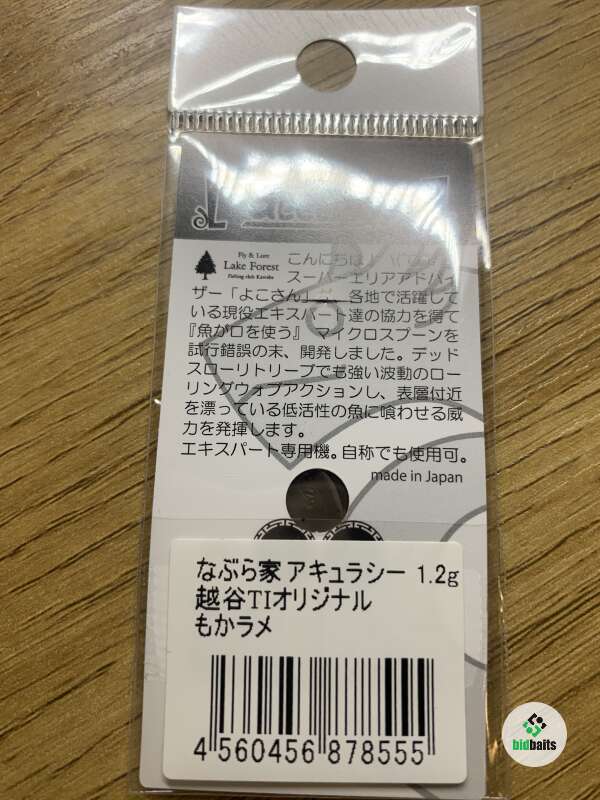 Fly & Lure
Lake Forest
Fishing club Kawaba
こんにちは!
スーパーエリアアドバイ
ザー「よこさん」
各地で活躍して
いる現役エキスパート達の協力を得て
『魚が口を使う』 マイクロスプーンを
試行錯誤の末、開発しました。デッド
スローリトリーブでも強い波動のロー
リングウォブアクションし、表層付近
を漂っている低活性の魚に喰わせる威
力を発揮します。
エキスパート専用機。自称でも使用可。
made in Japan
なぶら家 アキュラシー 1.2g
越谷TIオリジナル
もかラメ
4 560456 878555
bidbaits